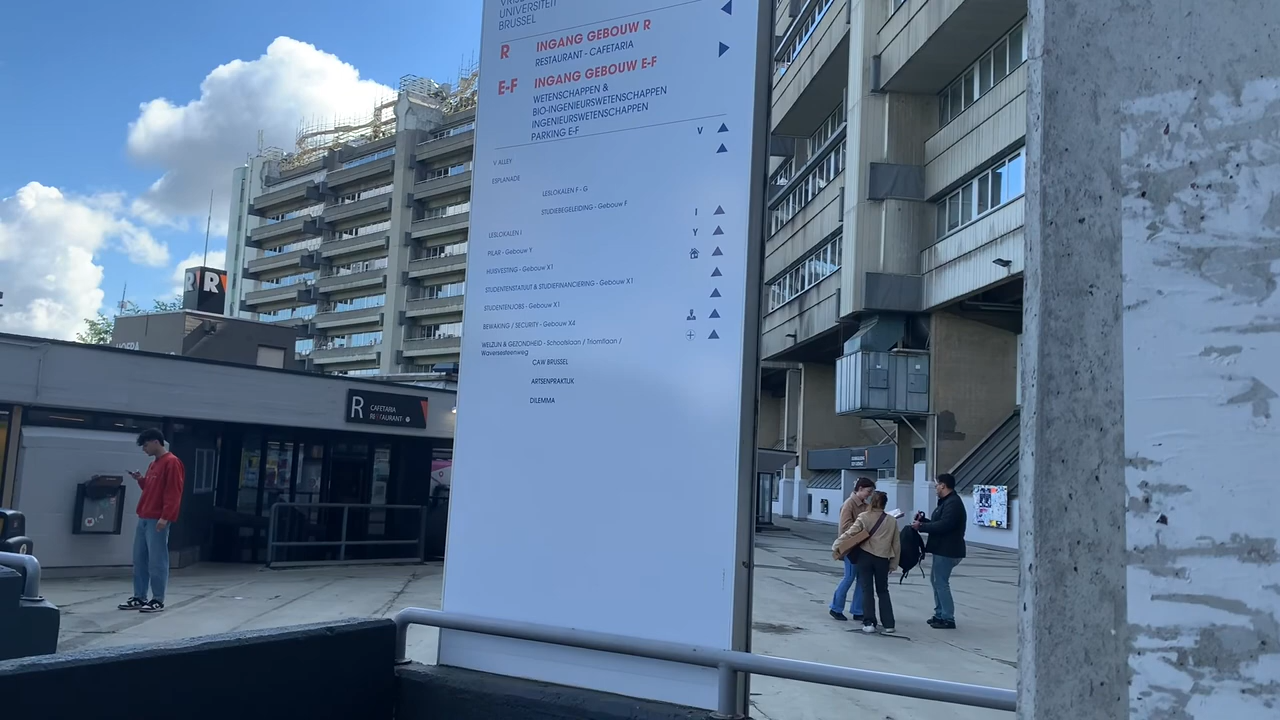 UNIVERSITEIT
BRUSSEL
R INGANG GEBOUW R
RESTAURANT - CAFETARIA
E-F INGANG GEBOUW E-F
WETENSCHAPPEN &
BIO-INGENIEURSWETENSCHAPPEN
INGENIEURSWETENSCHAPPEN
PARKING E-F
V
V ALLEY
ESPLANADE
LESLOKALEN F - G
STUDIEBEGELEIDING - Gebouw F
I
LESLOKALEN I
Y
PILAR - Gebouw Y
HUISVESTING - Gebouw X1
STUDENTENSTATUUT & STUDIEFINANCIERING - Gebouw X1
STUDENTENJOBS - Gebouw X1
BEWAKING / SECURITY - Gebouw X4
WELZIJN & GEZONDHEID - Schoofslaan / Triomflaan /
Waversesteenweg
CAW BRUSSEL
ARTSENPRAKTIJK
DILEMMA
R
R CAFETARIA
RESTAURANT